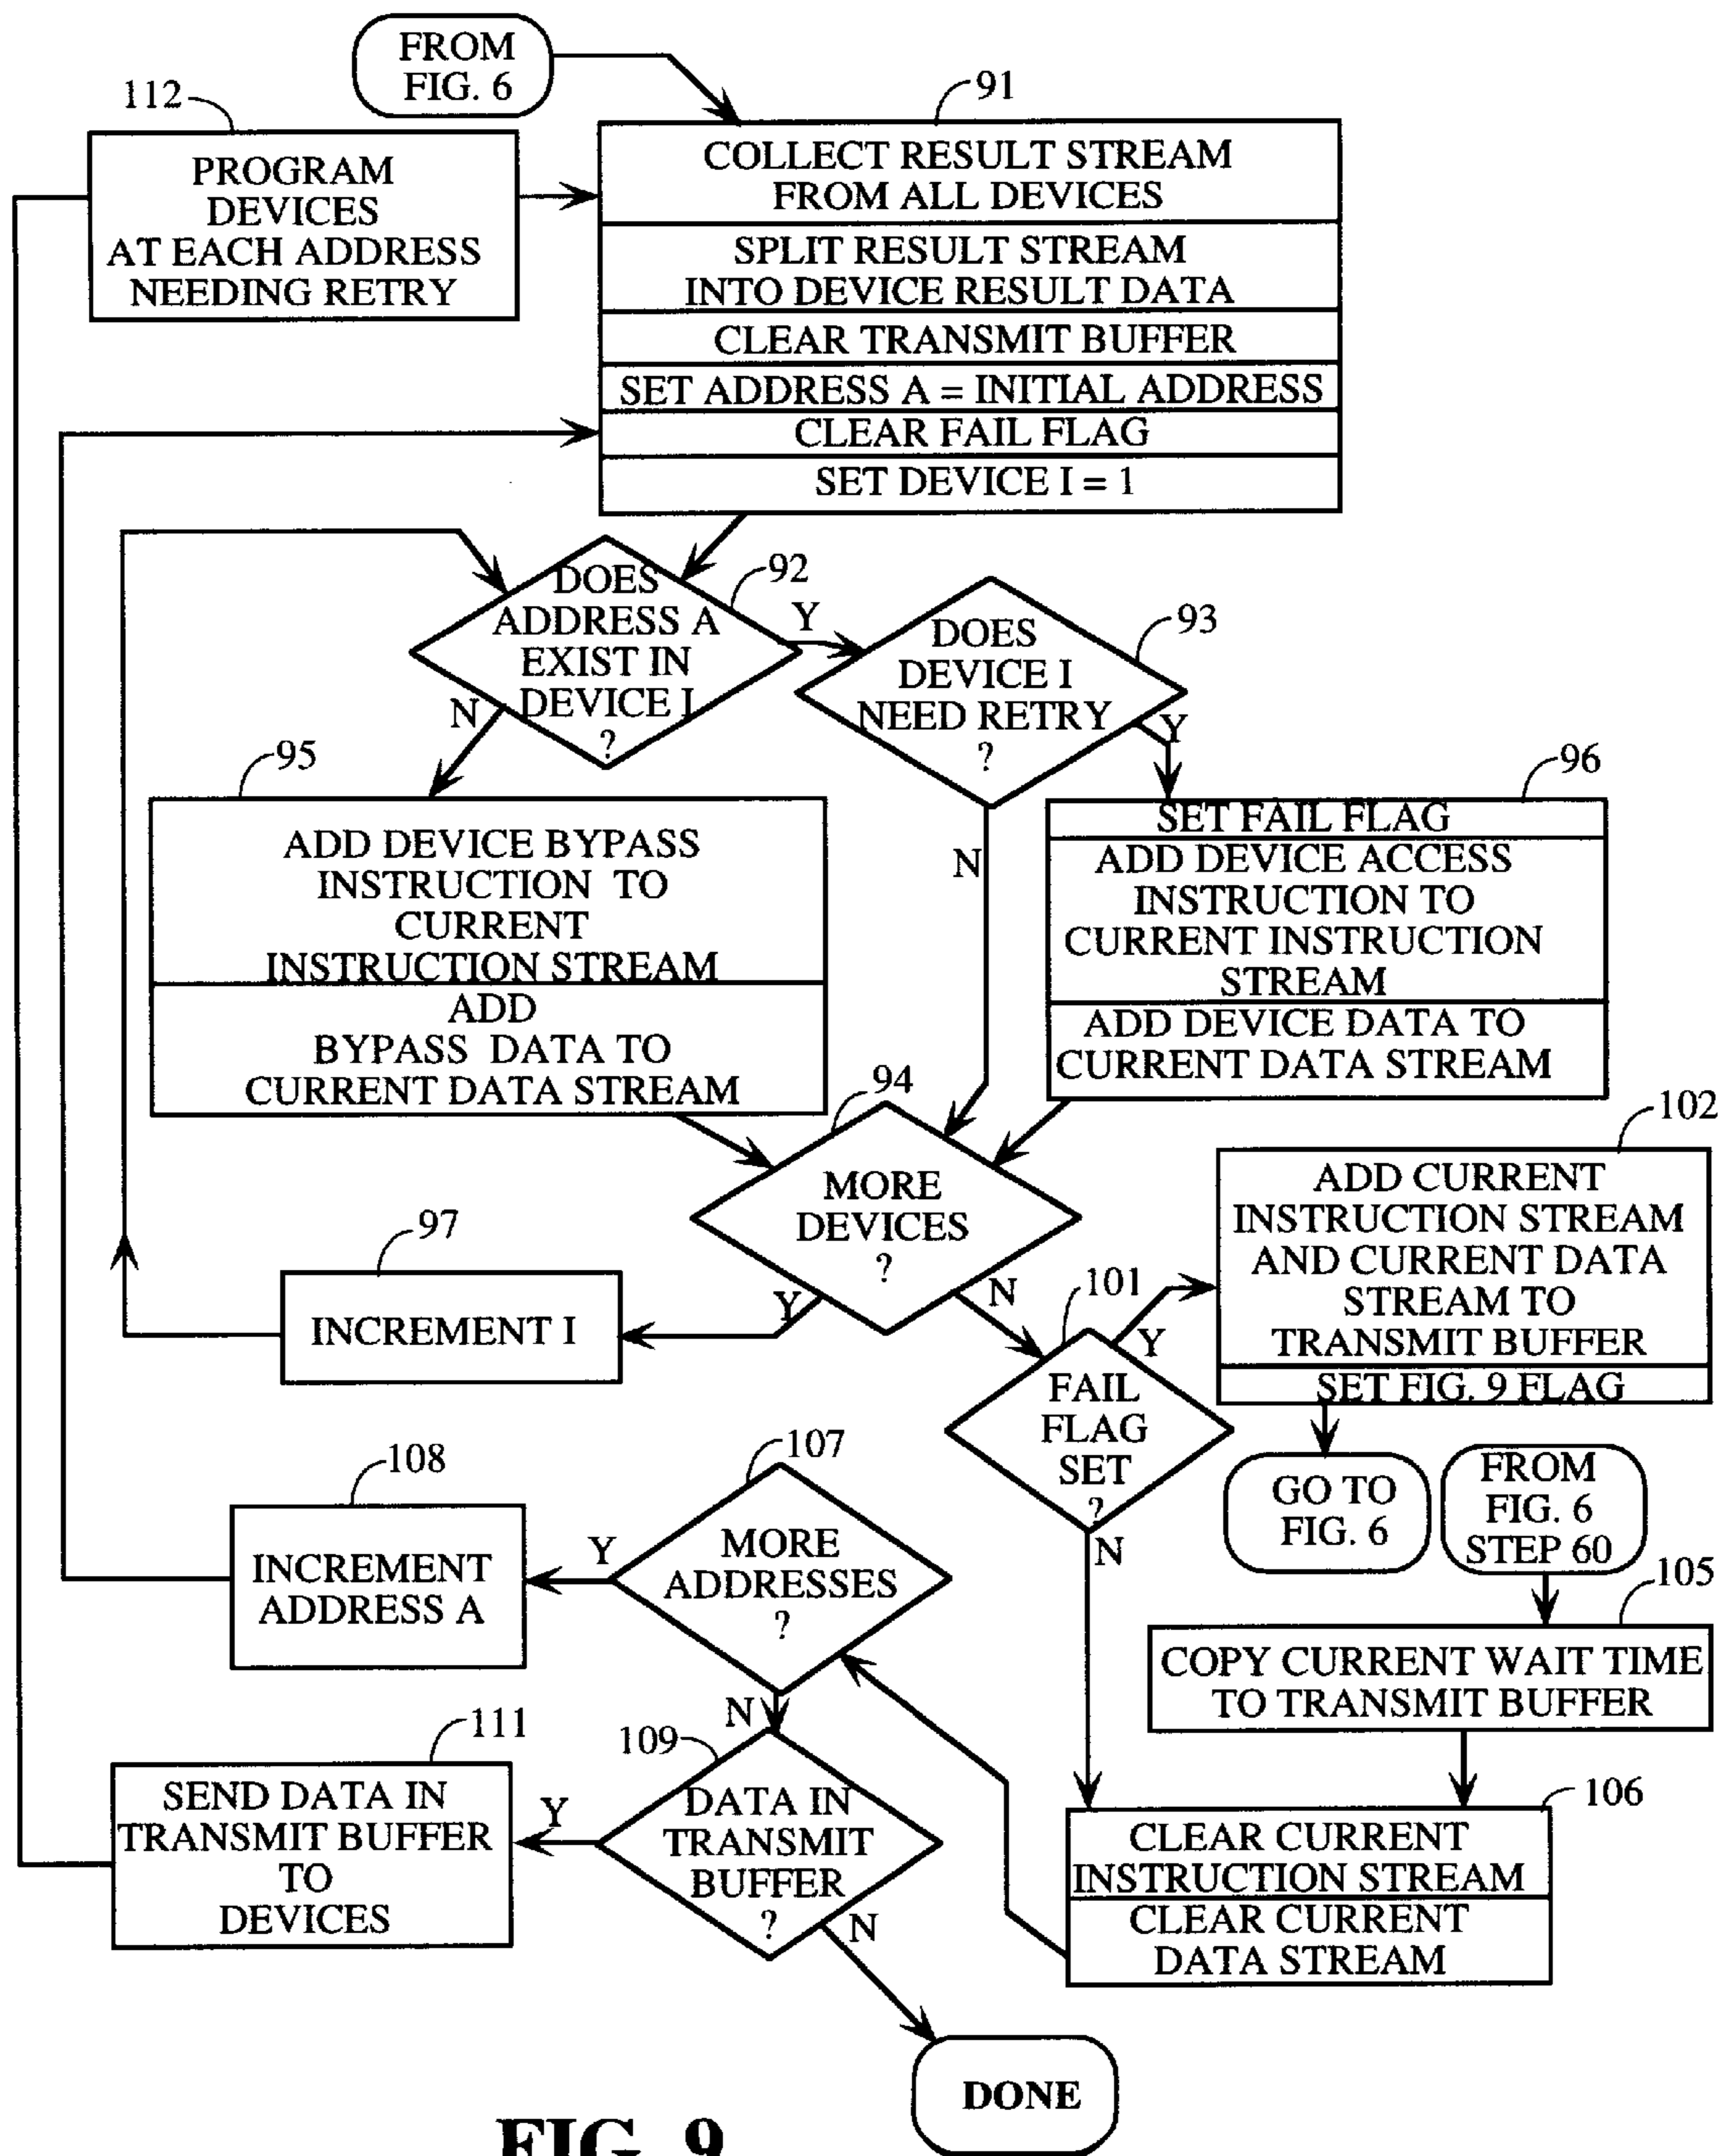 FROM
FIG. 6
112
91
PROGRAM
DEVICES
AT EACH ADDRESS
NEEDING RETRY
COLLECT RESULT STREAM
FROM ALL DEVICES
SPLIT RESULT STREAM
INTO DEVICE RESULT DATA
CLEAR TRANSMIT BUFFER
SET ADDRESS A = INITIAL ADDRESS
CLEAR FAIL FLAG
SET DEVICE I = 1
92
DOES
ADDRESS A
EXIST IN
DEVICE I
?
Y
N
93
DOES
DEVICE I
NEED RETRY
?
Y
N
95
ADD DEVICE BYPASS
INSTRUCTION TO
CURRENT
INSTRUCTION STREAM
ADD
BYPASS DATA TO
CURRENT DATA STREAM
96
SET FAIL FLAG
ADD DEVICE ACCESS
INSTRUCTION TO
CURRENT INSTRUCTION
STREAM
ADD DEVICE DATA TO
CURRENT DATA STREAM
94
MORE
DEVICES
?
Y
N
97
INCREMENT I
101
FAIL
FLAG
SET
?
Y
N
102
ADD CURRENT
INSTRUCTION STREAM
AND CURRENT DATA
STREAM TO
TRANSMIT BUFFER
SET FIG. 9 FLAG
GO TO
FIG. 6
FROM
FIG. 6
STEP 60
105
COPY CURRENT WAIT TIME
TO TRANSMIT BUFFER
106
CLEAR CURRENT
INSTRUCTION STREAM
CLEAR CURRENT
DATA STREAM
107
MORE
ADDRESSES
?
Y
N
108
INCREMENT
ADDRESS A
109
DATA IN
TRANSMIT
BUFFER
?
Y
N
111
SEND DATA IN
TRANSMIT BUFFER
TO
DEVICES
DONE
FIG. 9